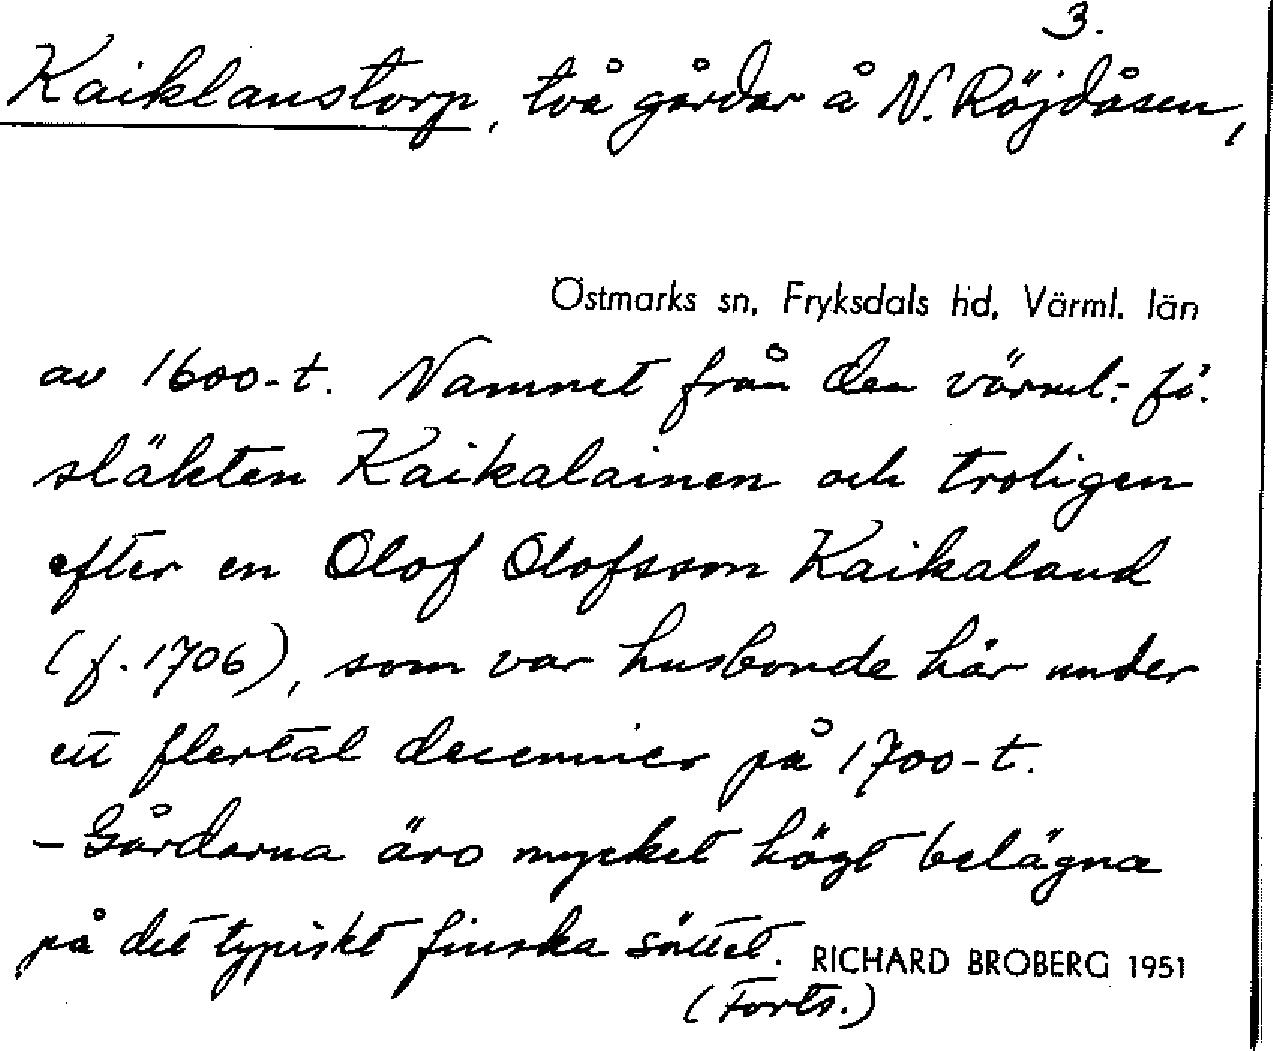 3.
Kaiklanstorp, två gårdar å N. Röjdåsen,
Östmarks sn, Fryksdals hd, Värml. län
av 1600-t. Namnet från den värml.-fi.
släkten Kaikalainen och troligen
efter en Olof Olofsson Kaikaland
(f. 1706), som var husbonde här under
ett flertal decennier på 1700-t.
- Gårdarna äro mycket högt belägna
på det typiskt finska sättet.
RICHARD BROBERG 1951
(Forts.)